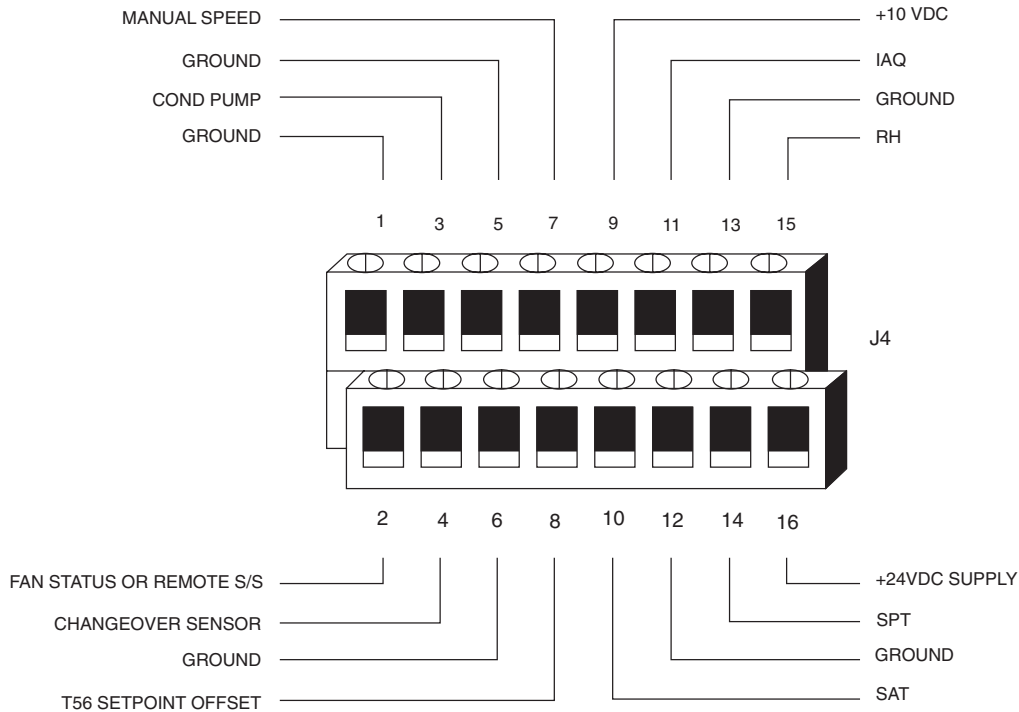 MANUAL SPEED
GROUND
COND PUMP
GROUND
+10 VDC
IAQ
GROUND
RH
1 3 5 7 9 11 13 15
J4
2 4 6 8 10 12 14 16
FAN STATUS OR REMOTE S/S
CHANGEOVER SENSOR
GROUND
T56 SETPOINT OFFSET
+24VDC SUPPLY
SPT
GROUND
SAT